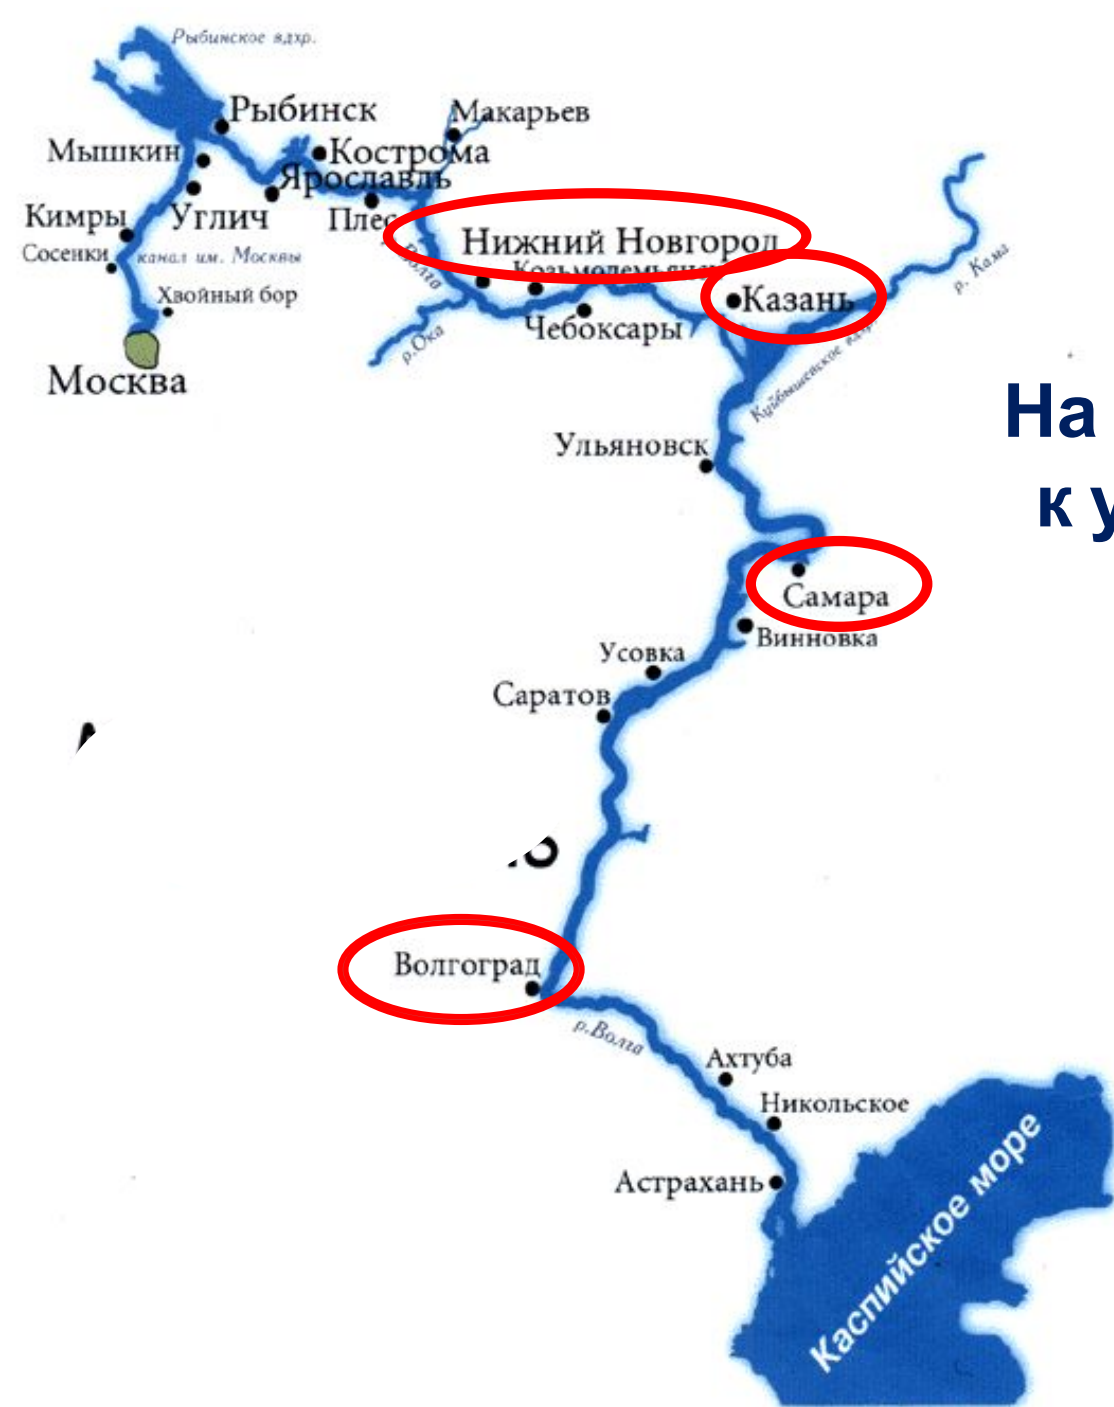 Рыбинское вдхр.
Рыбинск
Макарьев
Мышкин
Кострома
Ярославль
Кимры
Углич
Плес
Сосенки
канал им. Москвы
Волга
Нижний Новгород
р. Кама
Хвойный бор
Казань
Чебоксары
р.Ока
Куйбышевское вдхр.
Москва
На
к у
Ульяновск
Самара
Винновка
Усовка
Саратов
Волгоград
р.Волга
Ахтуба
Никольское
Астрахань
Каспийское море